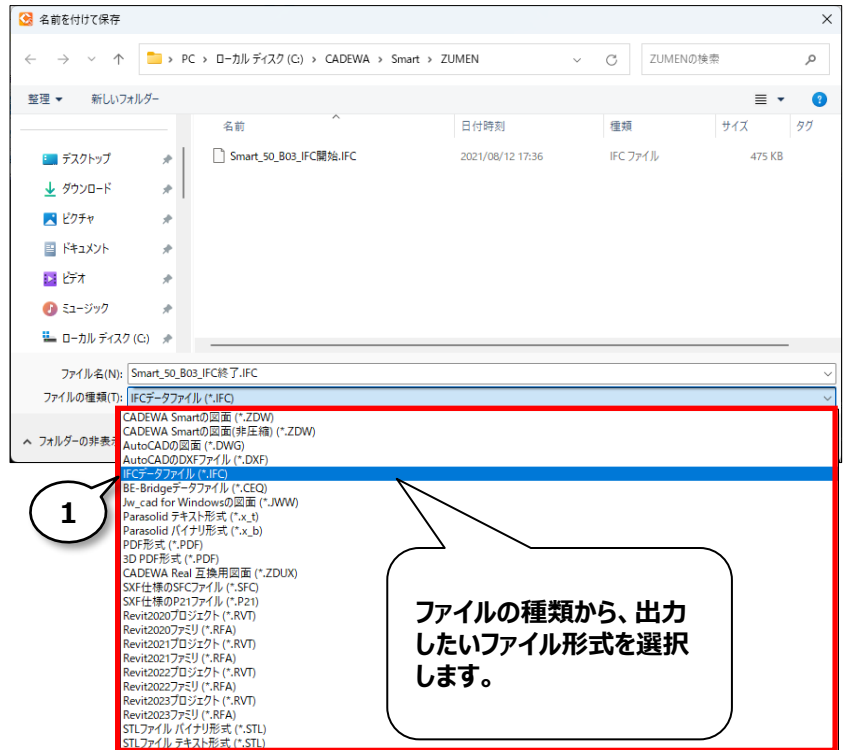 名前を付けて保存
PC › ローカル ディスク (C:) › CADEWA › Smart › ZUMEN
ZUMENの検索
整理
新しいフォルダー
名前
日付時刻
種類
サイズ
タグ
デスクトップ
Smart_50_B03_IFC開始.IFC
2021/08/12 17:36
IFC ファイル
475 KB
ダウンロード
ピクチャ
ドキュメント
ビデオ
ミュージック
ローカル ディスク (C:)
ファイル名(N): Smart_50_B03_IFC終了.IFC
ファイルの種類(T): IFCデータファイル (*.IFC)
フォルダーの非表示
CADEWA Smartの図面 (*.ZDW)
CADEWA Smartの図面(非圧縮) (*.ZDW)
AutoCADの図面 (*.DWG)
AutoCADのDXFファイル (*.DXF)
IFCデータファイル (*.IFC)
BE-Bridgeデータファイル (*.CEQ)
Jw_cad for Windowsの図面 (*.JWW)
Parasolid テキスト形式 (*.x_t)
Parasolid バイナリ形式 (*.x_b)
PDF形式 (*.PDF)
3D PDF形式 (*.PDF)
CADEWA Real 互換用図面 (*.ZDUX)
SXF仕様のSFCファイル (*.SFC)
SXF仕様のP21ファイル (*.P21)
Revit2020プロジェクト (*.RVT)
Revit2020ファミリ (*.RFA)
Revit2021プロジェクト (*.RVT)
Revit2021ファミリ (*.RFA)
Revit2022プロジェクト (*.RVT)
Revit2022ファミリ (*.RFA)
Revit2023プロジェクト (*.RVT)
Revit2023ファミリ (*.RFA)
STLファイル バイナリ形式 (*.STL)
STLファイル テキスト形式 (*.STL)
1
ファイルの種類から、出力
したいファイル形式を選択
します。